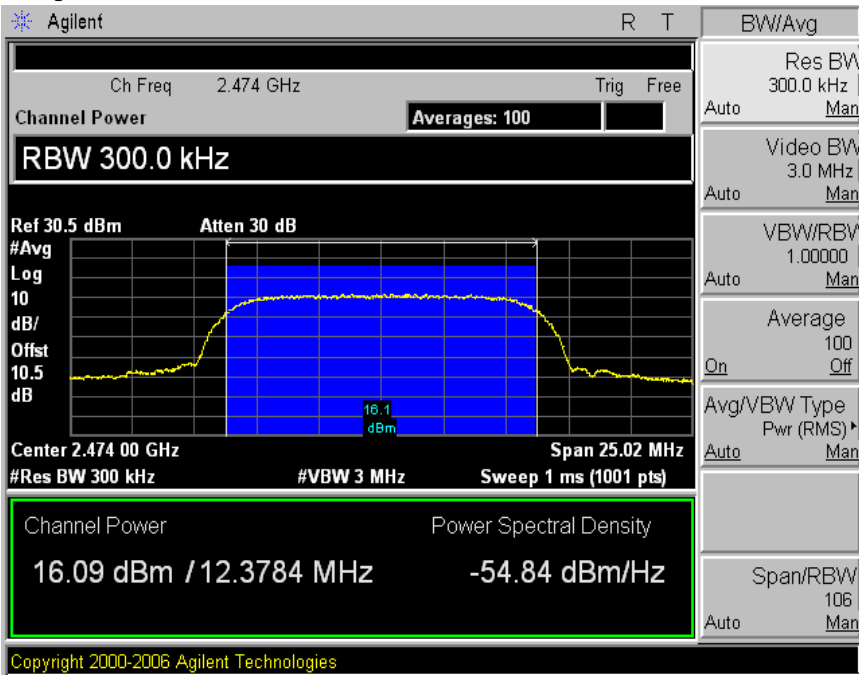 Agilent R T
Ch Freq 2.474 GHz Trig Free
Channel Power Averages: 100
RBW 300.0 kHz
Ref 30.5 dBm Atten 30 dB
#Avg
Log
10
dB/
Offst
10.5
dB
16.1
dBm
Center 2.474 00 GHz Span 25.02 MHz
#Res BW 300 kHz #VBW 3 MHz Sweep 1 ms (1001 pts)
Channel Power Power Spectral Density
16.09 dBm / 12.3784 MHz -54.84 dBm/Hz
Copyright 2000-2006 Agilent Technologies
BW/Avg
Res BW
300.0 kHz
Auto Man
Video BW
3.0 MHz
Auto Man
VBW/RBW
1.00000
Auto Man
Average
100
On Off
Avg/VBW Type
Pwr (RMS)
Auto Man
Span/RBW
106
Auto Man